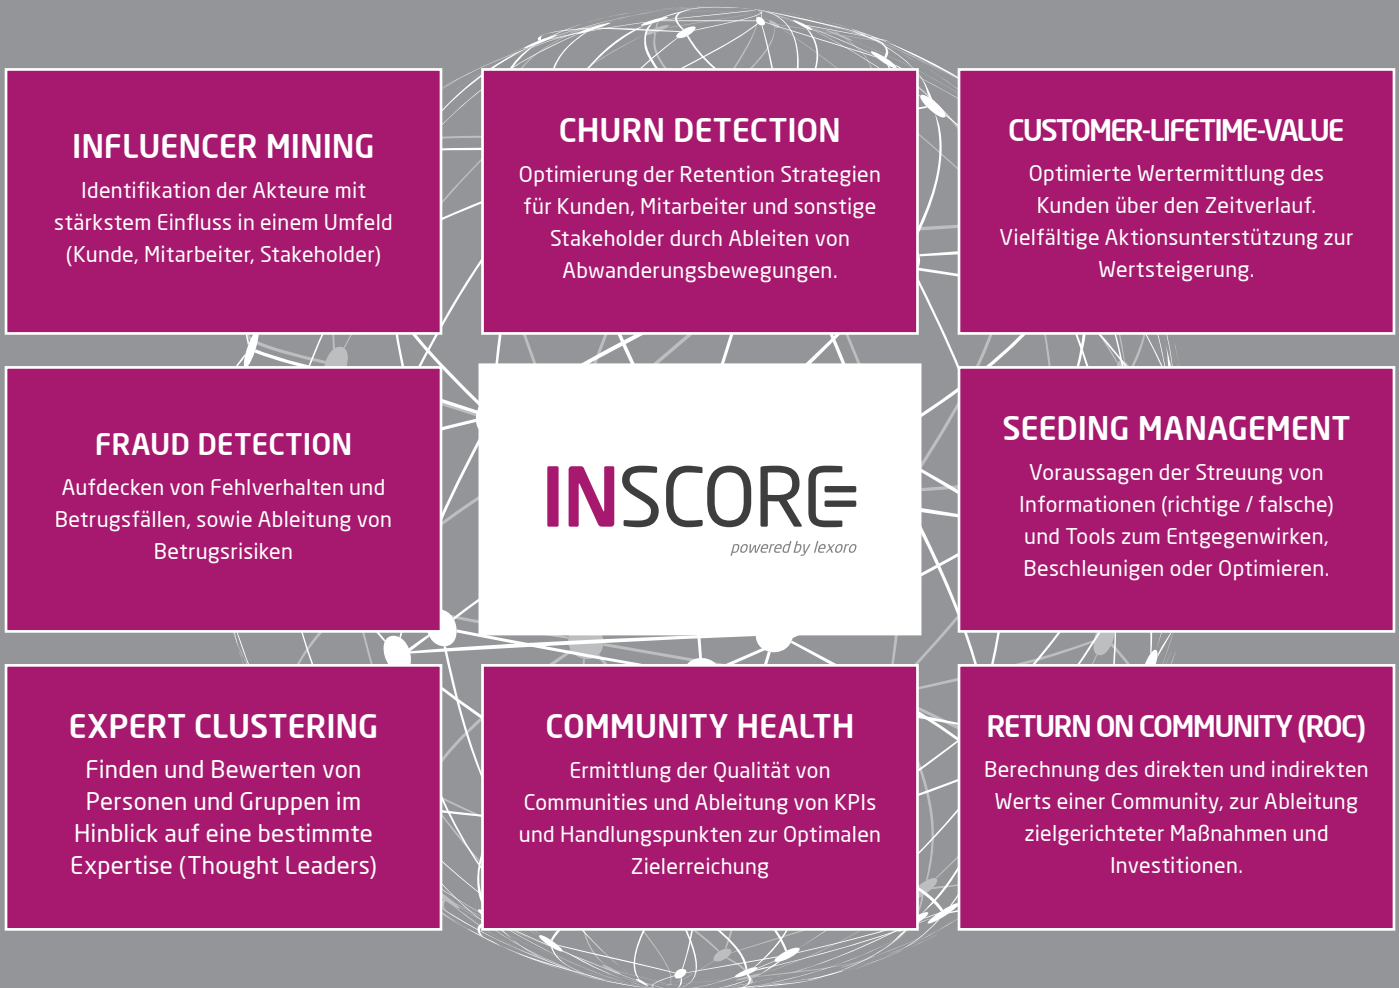 INFLUENCER MINING
Identifikation der Akteure mit
stärkstem Einfluss in einem Umfeld
(Kunde, Mitarbeiter, Stakeholder)
CHURN DETECTION
Optimierung der Retention Strategien
für Kunden, Mitarbeiter und sonstige
Stakeholder durch Ableiten von
Abwanderungsbewegungen.
CUSTOMER-LIFETIME-VALUE
Optimierte Wertermittlung des
Kunden über den Zeitverlauf.
Vielfältige Aktionsunterstützung zur
Wertsteigerung.
FRAUD DETECTION
Aufdecken von Fehlverhalten und
Betrugsfällen, sowie Ableitung von
Betrugsrisiken
INSCORE
powered by lexoro
SEEDING MANAGEMENT
Voraussagen der Streuung von
Informationen (richtige / falsche)
und Tools zum Entgegenwirken,
Beschleunigen oder Optimieren.
EXPERT CLUSTERING
Finden und Bewerten von
Personen und Gruppen im
Hinblick auf eine bestimmte
Expertise (Thought Leaders)
COMMUNITY HEALTH
Ermittlung der Qualität von
Communities und Ableitung von KPIs
und Handlungspunkten zur Optimalen
Zielerreichung
RETURN ON COMMUNITY (ROC)
Berechnung des direkten und indirekten
Werts einer Community, zur Ableitung
zielgerichteter Maßnahmen und
Investitionen.